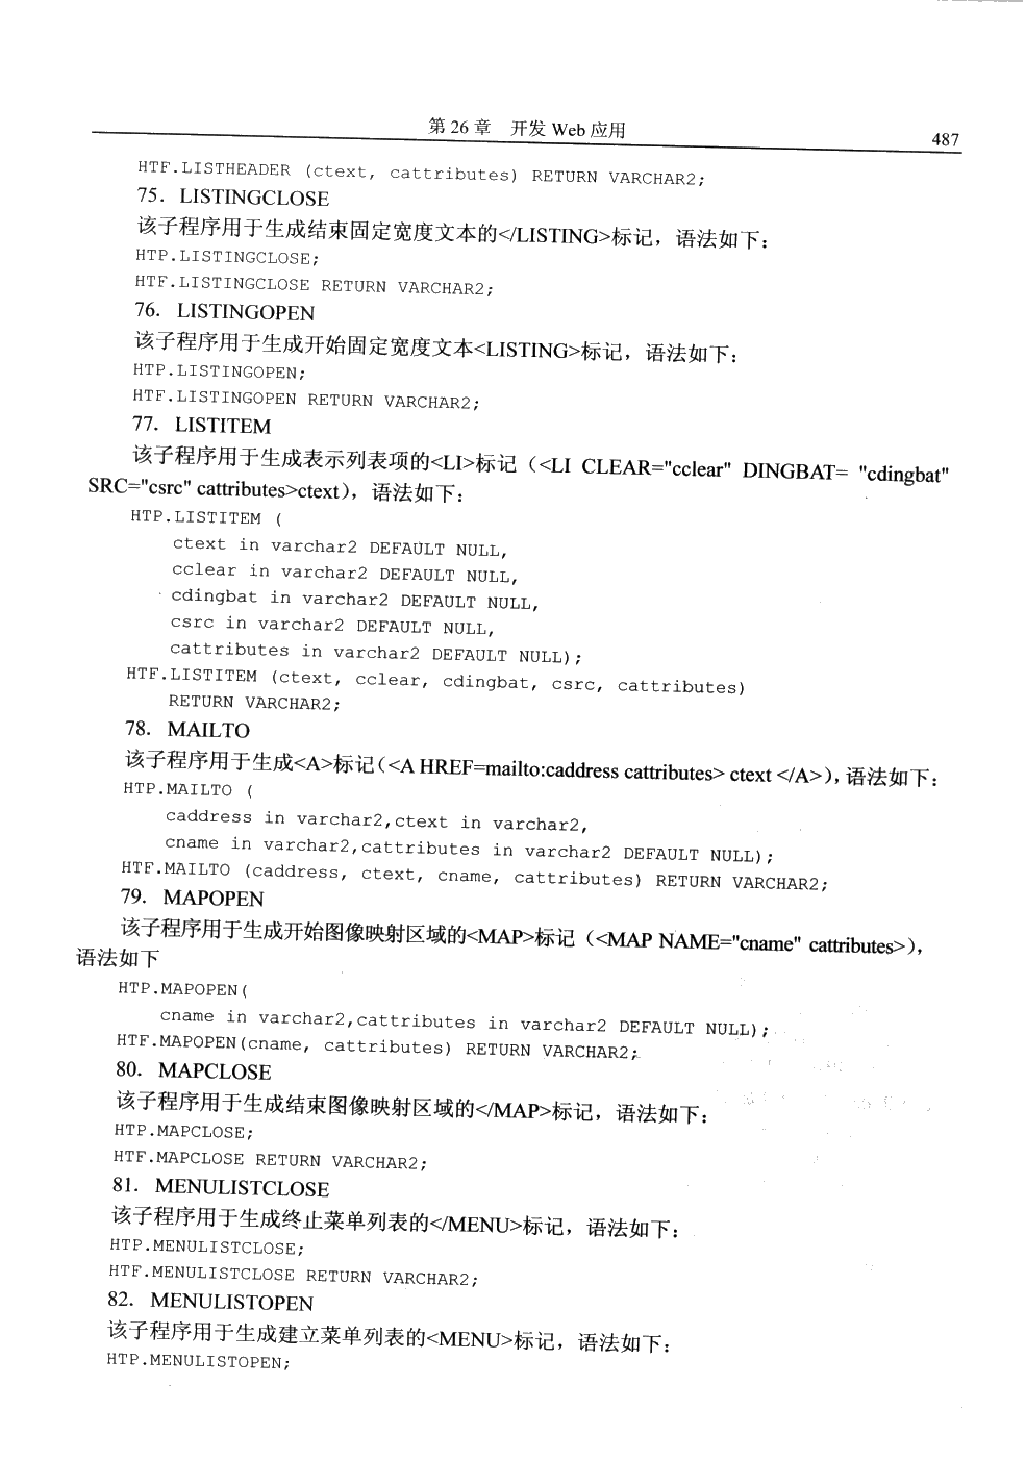 第 26 章 开发 Web 应用
487
HTF.LISTHEADER (ctext, cattributes) RETURN VARCHAR2;
75. LISTINGCLOSE
该子程序用于生成结束固定宽度文本的</LISTING>标记，语法如下：
HTP.LISTINGCLOSE;
HTF.LISTINGCLOSE RETURN VARCHAR2;
76. LISTINGOPEN
该子程序用于生成开始固定宽度文本<LISTING>标记，语法如下：
HTP.LISTINGOPEN;
HTF.LISTINGOPEN RETURN VARCHAR2;
77. LISTITEM
该子程序用于生成表示列表项的<LI>标记（<LI CLEAR="cclear" DINGBAT= "cdingbat"
SRC="csrc" cattributes>ctext），语法如下：
HTP.LISTITEM (
ctext in varchar2 DEFAULT NULL,
cclear in varchar2 DEFAULT NULL,
cdingbat in varchar2 DEFAULT NULL,
csrc in varchar2 DEFAULT NULL,
cattributes in varchar2 DEFAULT NULL);
HTF.LISTITEM (ctext, cclear, cdingbat, csrc, cattributes)
RETURN VARCHAR2;
78. MAILTO
该子程序用于生成<A>标记（<A HREF=mailto:caddress cattributes> ctext </A>），语法如下：
HTP.MAILTO (
caddress in varchar2,ctext in varchar2,
cname in varchar2,cattributes in varchar2 DEFAULT NULL);
HTF.MAILTO (caddress, ctext, cname, cattributes) RETURN VARCHAR2;
79. MAPOPEN
该子程序用于生成开始图像映射区域的<MAP>标记（<MAP NAME="cname" cattributes>），
语法如下
HTP.MAPOPEN(
cname in varchar2,cattributes in varchar2 DEFAULT NULL);
HTF.MAPOPEN(cname, cattributes) RETURN VARCHAR2;
80. MAPCLOSE
该子程序用于生成结束图像映射区域的</MAP>标记，语法如下：
HTP.MAPCLOSE;
HTF.MAPCLOSE RETURN VARCHAR2;
81. MENULISTCLOSE
该子程序用于生成终止菜单列表的</MENU>标记，语法如下：
HTP.MENULISTCLOSE;
HTF.MENULISTCLOSE RETURN VARCHAR2;
82. MENULISTOPEN
该子程序用于生成建立菜单列表的<MENU>标记，语法如下：
HTP.MENULISTOPEN;